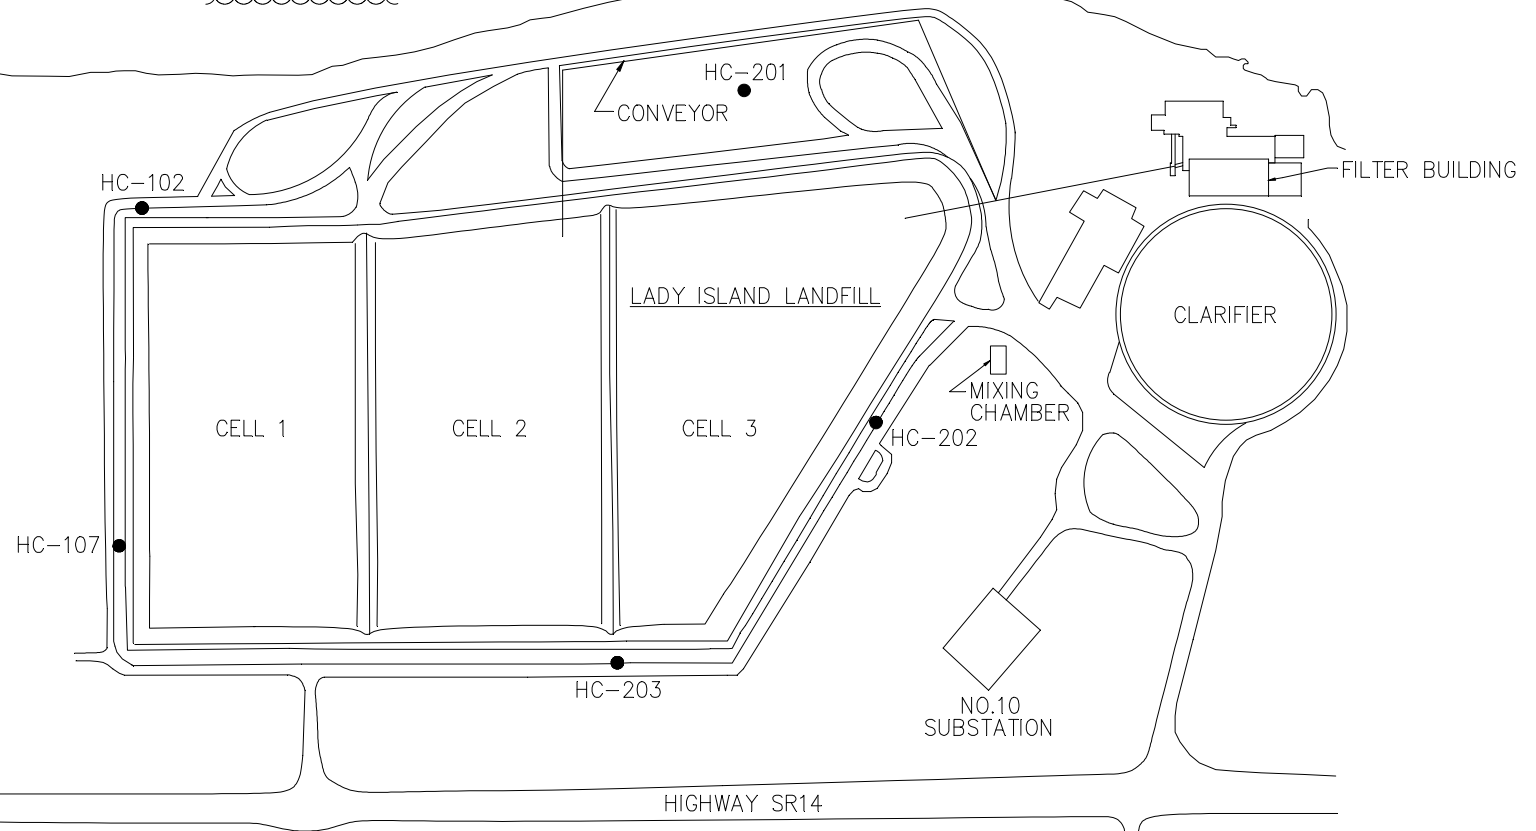 HC-201
CONVEYOR
FILTER BUILDING
HC-102
LADY ISLAND LANDFILL
CLARIFIER
MIXING
CHAMBER
CELL 1
CELL 2
CELL 3
HC-202
HC-107
HC-203
NO.10
SUBSTATION
HIGHWAY SR14